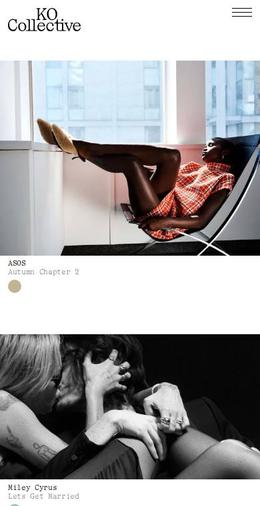 KO
Collective
ASOS
Autumn Chapter 2
Miley Cyrus
Lets Get Married